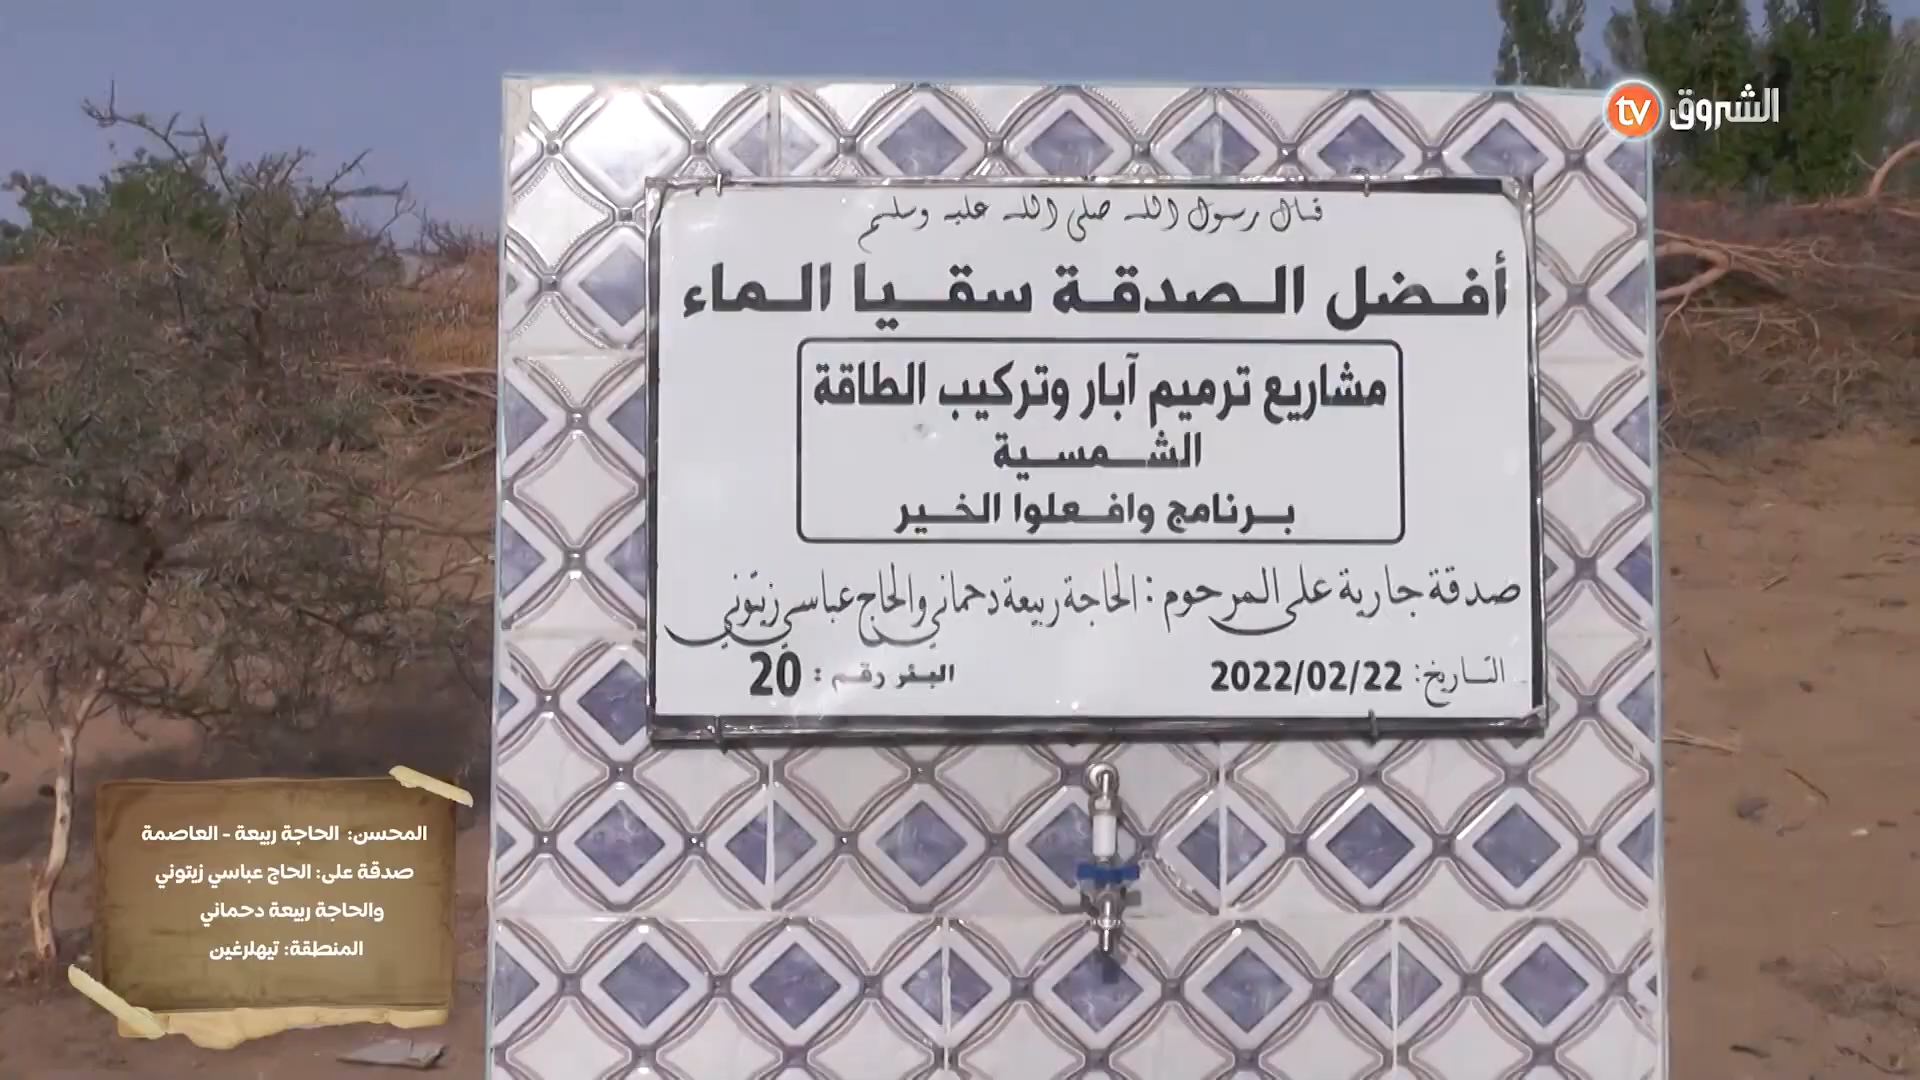 tv الشروق
قال رسول الله صلى الله عليه وسلم
أفضل الصدقة سقيا الماء
مشاريع ترميم آبار وتركيب الطاقة
الشمسية
برنامج وافعلوا الخير
صدقة جارية على المرحوم: الحاجة ربيعة دحماني والحاج عباسي زيتوني
التاريخ: 2022/02/22
البئر رقم: 20
المحسن: الحاجة ربيعة - العاصمة
صدقة على: الحاج عباسي زيتوني
والحاجة ربيعة دحماني
المنطقة: تيهلرغين